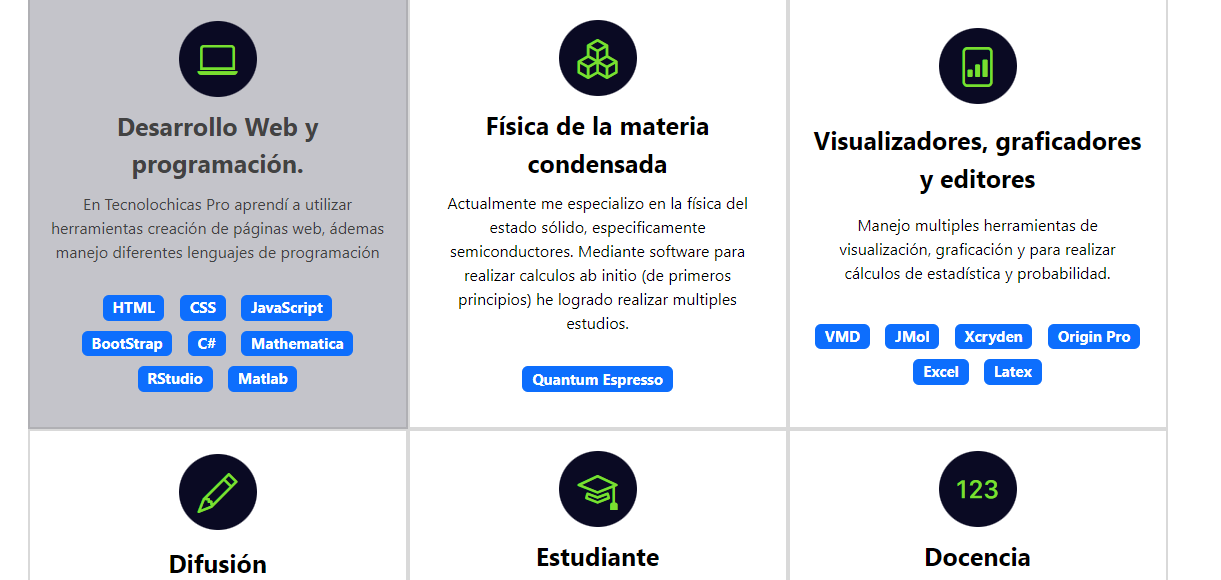 Desarrollo Web y
programación.
En Tecnolochicas Pro aprendí a utilizar
herramientas creación de páginas web, ádemas
manejo diferentes lenguajes de programación
HTML CSS JavaScript
BootStrap C# Mathematica
RStudio Matlab
Física de la materia
condensada
Actualmente me especializo en la física del
estado sólido, especificamente
semiconductores. Mediante software para
realizar calculos ab initio (de primeros
principios) he logrado realizar multiples
estudios.
Quantum Espresso
Visualizadores, graficadores
y editores
Manejo multiples herramientas de
visualización, graficación y para realizar
cálculos de estadística y probabilidad.
VMD JMol Xcryden Origin Pro
Excel Latex
Difusión
Estudiante
123
Docencia